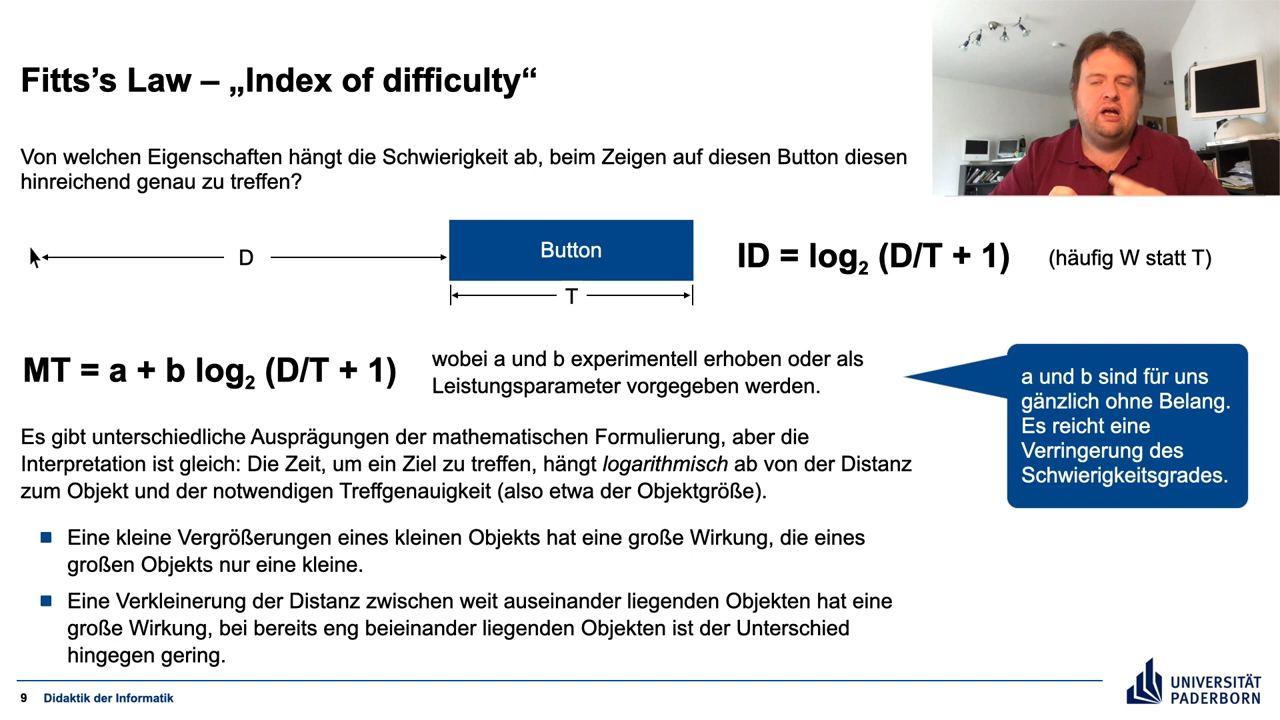 Fitts’s Law – „Index of difficulty“
Von welchen Eigenschaften hängt die Schwierigkeit ab, beim Zeigen auf diesen Button diesen
hinreichend genau zu treffen?
D
Button
T
ID = log₂ (D/T + 1)
(häufig W statt T)
MT = a + b log₂ (D/T + 1)
wobei a und b experimentell erhoben oder als
Leistungsparameter vorgegeben werden.
a und b sind für uns
gänzlich ohne Belang.
Es reicht eine
Verringerung des
Schwierigkeitsgrades.
Es gibt unterschiedliche Ausprägungen der mathematischen Formulierung, aber die
Interpretation ist gleich: Die Zeit, um ein Ziel zu treffen, hängt logarithmisch ab von der Distanz
zum Objekt und der notwendigen Treffgenauigkeit (also etwa der Objektgröße).
Eine kleine Vergrößerungen eines kleinen Objekts hat eine große Wirkung, die eines
großen Objekts nur eine kleine.
Eine Verkleinerung der Distanz zwischen weit auseinander liegenden Objekten hat eine
große Wirkung, bei bereits eng beieinander liegenden Objekten ist der Unterschied
hingegen gering.
9 Didaktik der Informatik
UNIVERSITÄT
PADERBORN